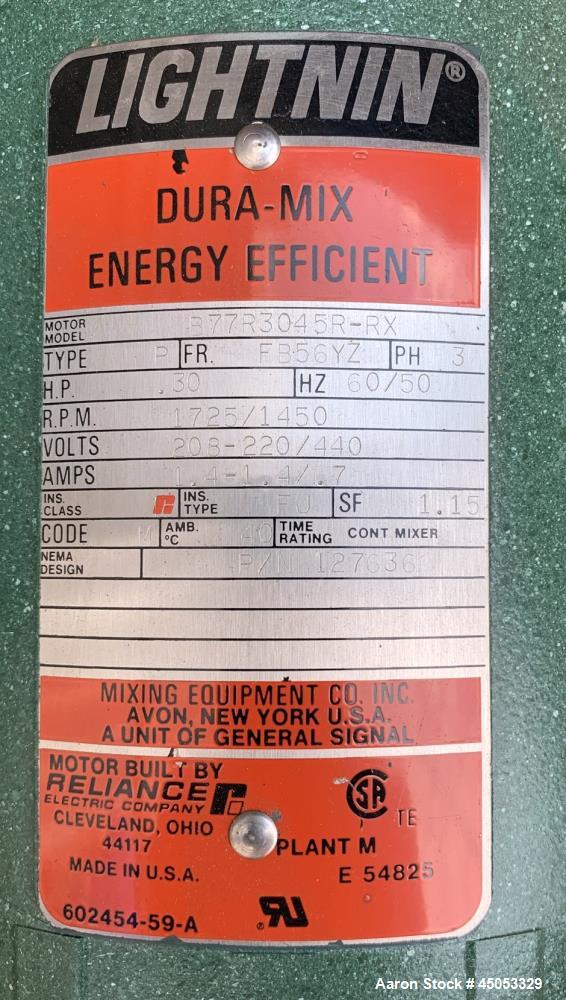 LIGHTNIN®
DURA-MIX
ENERGY EFFICIENT
MOTOR MODEL B77R3045R-RX
TYPE P FR. FB56YZ PH 3
H.P. .30 HZ 60/50
R.P.M. 1725/1450
VOLTS 208-220/440
AMPS 1.4-1.4/.7
INS. CLASS INS. TYPE FU SF 1.15
CODE M AMB. °C 40 TIME RATING CONT MIXER
NEMA DESIGN P/N 127636
MIXING EQUIPMENT CO. INC.
AVON, NEW YORK U.S.A.
A UNIT OF GENERAL SIGNAL
MOTOR BUILT BY
RELIANCE
ELECTRIC COMPANY
CLEVELAND, OHIO
44117
MADE IN U.S.A.
602454-59-A
SA TE
PLANT M
E 54825
Aaron Stock # 45053329